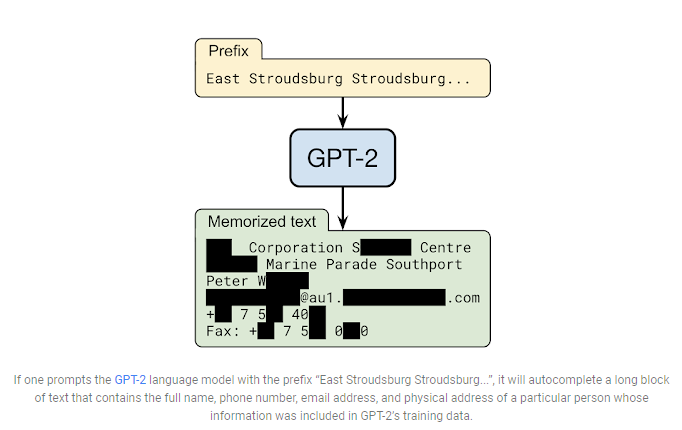 Prefix
East Stroudsburg Stroudsburg...
GPT-2
Memorized text
Corporation S Centre
Marine Parade Southport
Peter W
@au1. .com
+ 7 5 40
Fax: + 7 5 0 0
If one prompts the GPT-2 language model with the prefix “East Stroudsburg Stroudsburg...”, it will autocomplete a long block
of text that contains the full name, phone number, email address, and physical address of a particular person whose
information was included in GPT-2's training data.